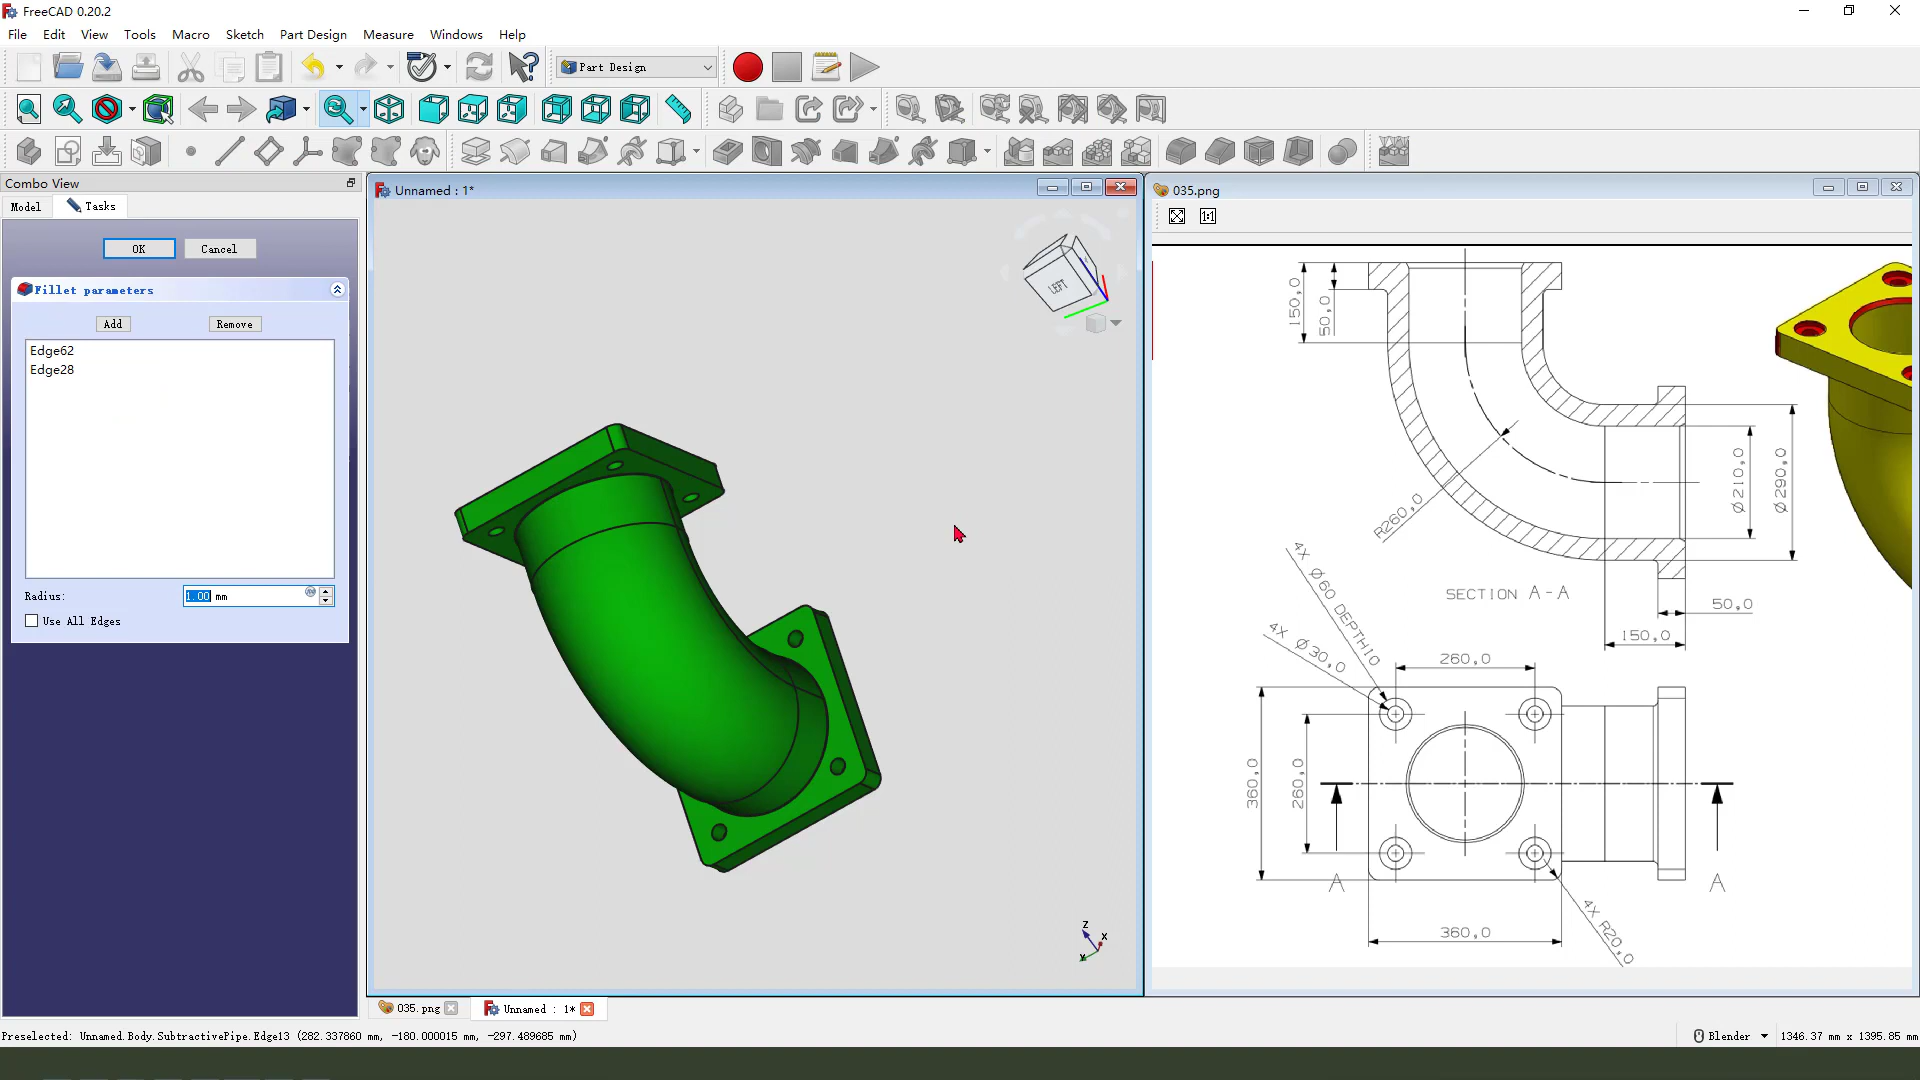 FreeCAD 0.20.2
File Edit View Tools Macro Sketch Part Design Measure Windows Help
Part Design
Combo View
Model Tasks
OK Cancel
Fillet parameters
Add Remove
Edge62
Edge28
Radius: 1.00 mm
Use All Edges
Unnamed : 1*
LEFT
Z
X
Y
035.png
1:1
150,0
50,0
R260,0
Ø210,0
Ø290,0
SECTION A-A
50,0
150,0
4X Ø60 DEPTH10
4X Ø30,0
260,0
360,0
260,0
A
A
4X R20,0
360,0
035.png
Unnamed : 1*
Preselected: Unnamed.Body.SubtractivePipe.Edge13 (282.337860 mm, -180.000015 mm, -297.489685 mm)
Blender
1346.37 mm x 1395.85 mm